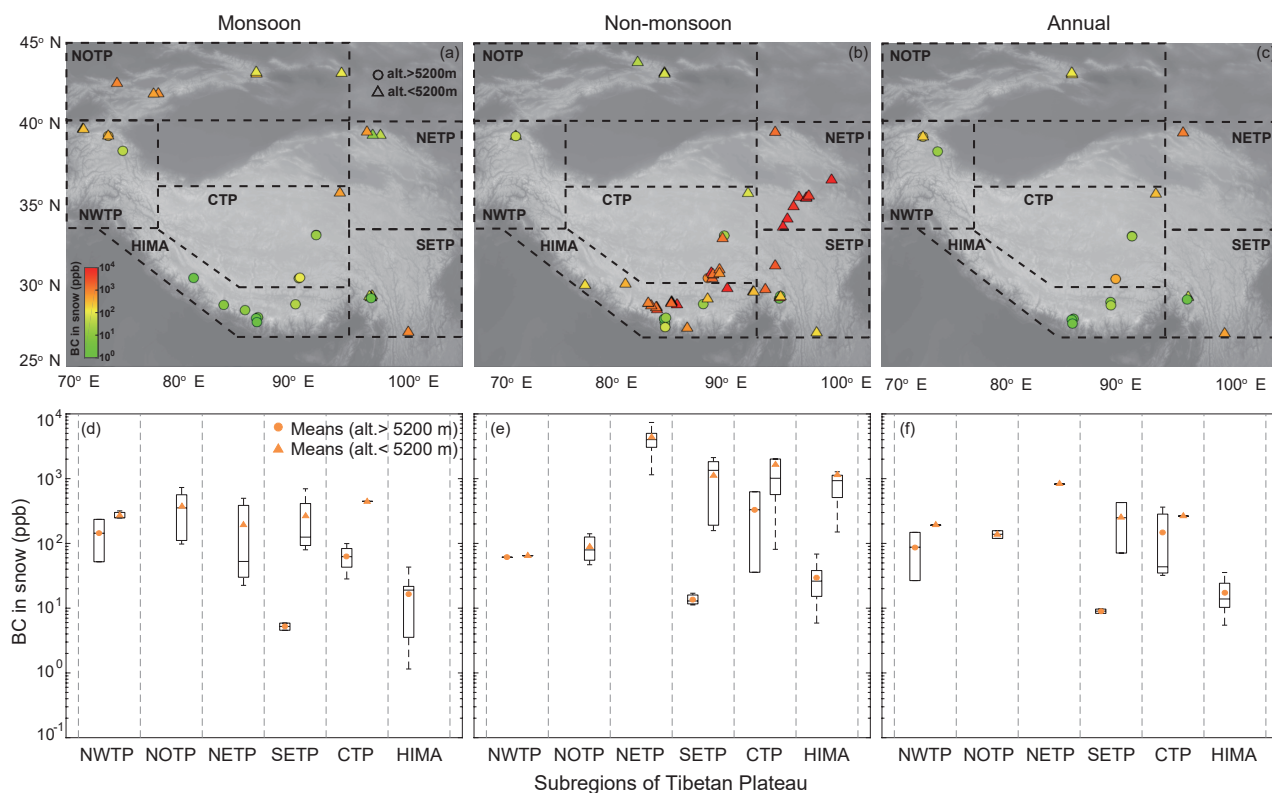 Monsoon Non-monsoon Annual
45° N
40° N
35° N
30° N
25° N
NOTP (a)
alt.>5200m
alt.<5200m
NETP
CTP
NWTP
HIMA
SETP
BC in snow (ppb)
10⁴
10³
10²
10¹
10⁰
70° E 80° E 90° E 100° E
NOTP (b)
NETP
CTP
NWTP
HIMA
SETP
70° E 80° E 90° E 100° E
NOTP (c)
NETP
CTP
NWTP
HIMA
SETP
70° E 80° E 90° E 100° E
BC in snow (ppb)
10⁴
10³
10²
10¹
10⁰
10⁻¹
(d)
Means (alt.> 5200 m)
Means (alt.< 5200 m)
(e)
(f)
NWTP NOTP NETP SETP CTP HIMA
NWTP NOTP NETP SETP CTP HIMA
NWTP NOTP NETP SETP CTP HIMA
Subregions of Tibetan Plateau